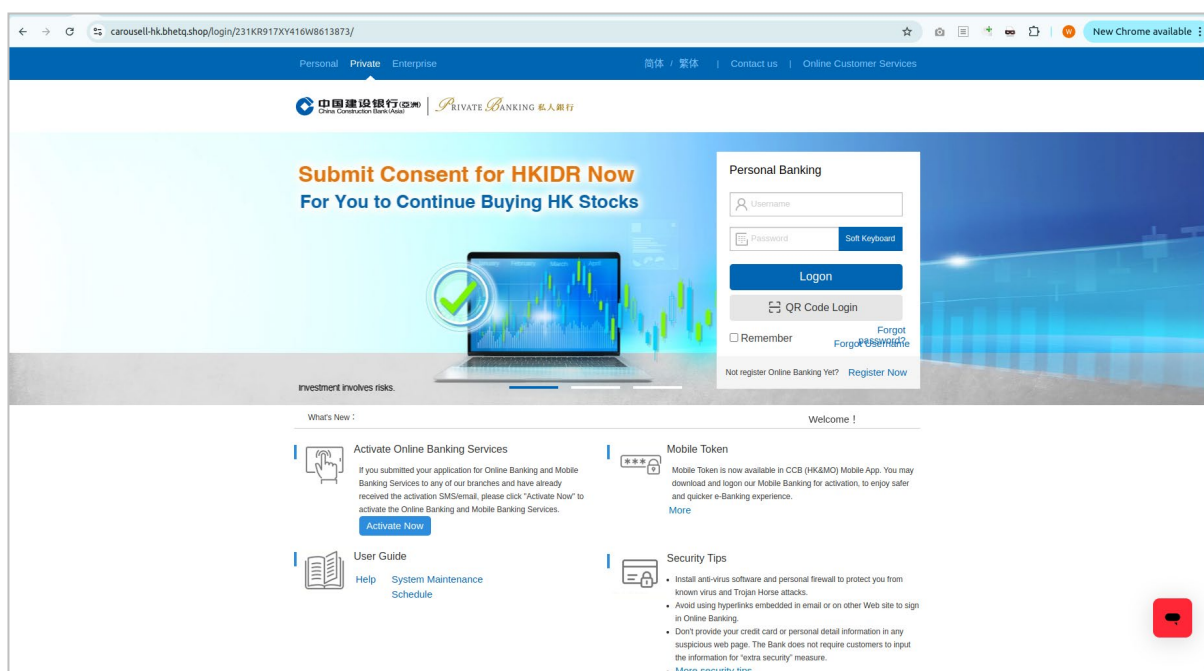 carousell-hk.bhetq.shop/login/231KR917XY416W8613873/
New Chrome available
Personal Private Enterprise 简体 / 繁体 | Contact us | Online Customer Services
中国建设银行(亞洲)
China Construction Bank (Asia)
PRIVATE BANKING 私人銀行
Submit Consent for HKIDR Now
For You to Continue Buying HK Stocks
January February March April
Investment involves risks.
Personal Banking
Username
Password Soft Keyboard
Logon
QR Code Login
Remember
Forgot password?
Forgot Username
Not register Online Banking Yet? Register Now
What's New :
Welcome !
Activate Online Banking Services
If you submitted your application for Online Banking and Mobile
Banking Services to any of our branches and have already
received the activation SMS/email, please click "Activate Now" to
activate the Online Banking and Mobile Banking Services.
Activate Now
Mobile Token
Mobile Token is now available in CCB (HK&MO) Mobile App. You may
download and logon our Mobile Banking for activation, to enjoy safer
and quicker e-Banking experience.
More
User Guide
Help System Maintenance
Schedule
Security Tips
• Install anti-virus software and personal firewall to protect you from
known virus and Trojan Horse attacks.
• Avoid using hyperlinks embedded in email or on other Web site to sign
in Online Banking.
• Don't provide your credit card or personal detail information in any
suspicious web page. The Bank does not require customers to input
the information for "extra security" measure.
• More security tips